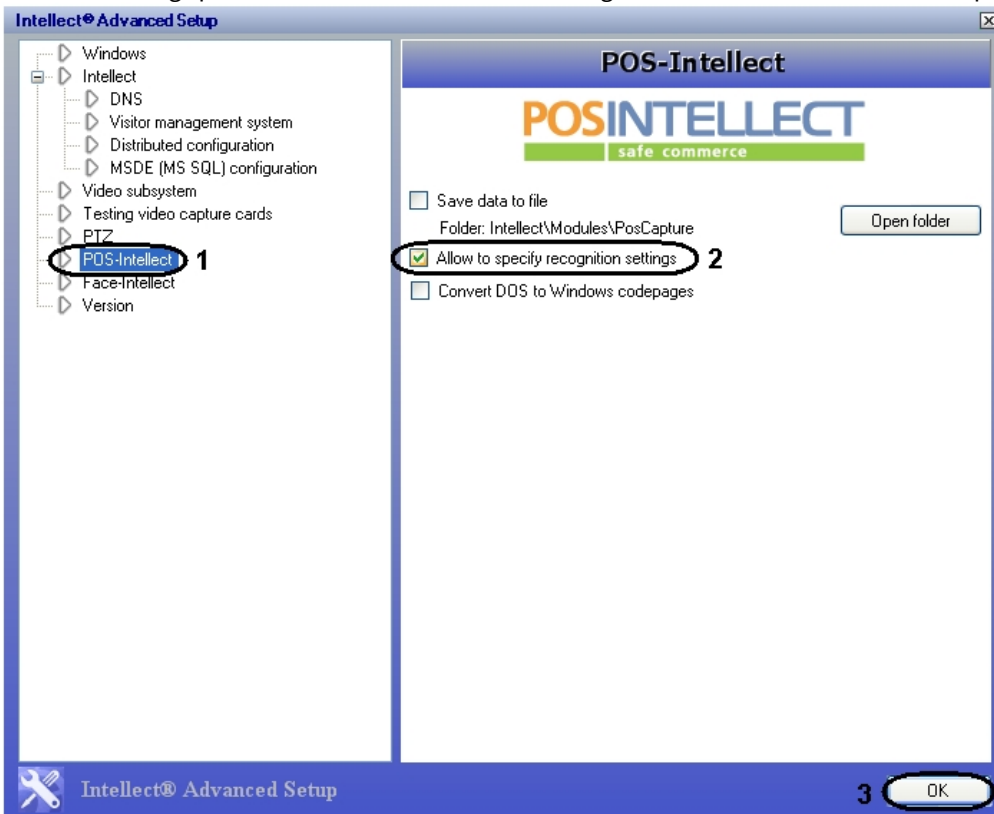 Intellect® Advanced Setup
Windows
Intellect
DNS
Visitor management system
Distributed configuration
MSDE (MS SQL) configuration
Video subsystem
Testing video capture cards
PTZ
POS-Intellect 1
Face-Intellect
Version
POS-Intellect
POSINTELLECT
safe commerce
Save data to file
Folder: Intellect\Modules\PosCapture
Open folder
Allow to specify recognition settings 2
Convert DOS to Windows codepages
Intellect® Advanced Setup
3 OK